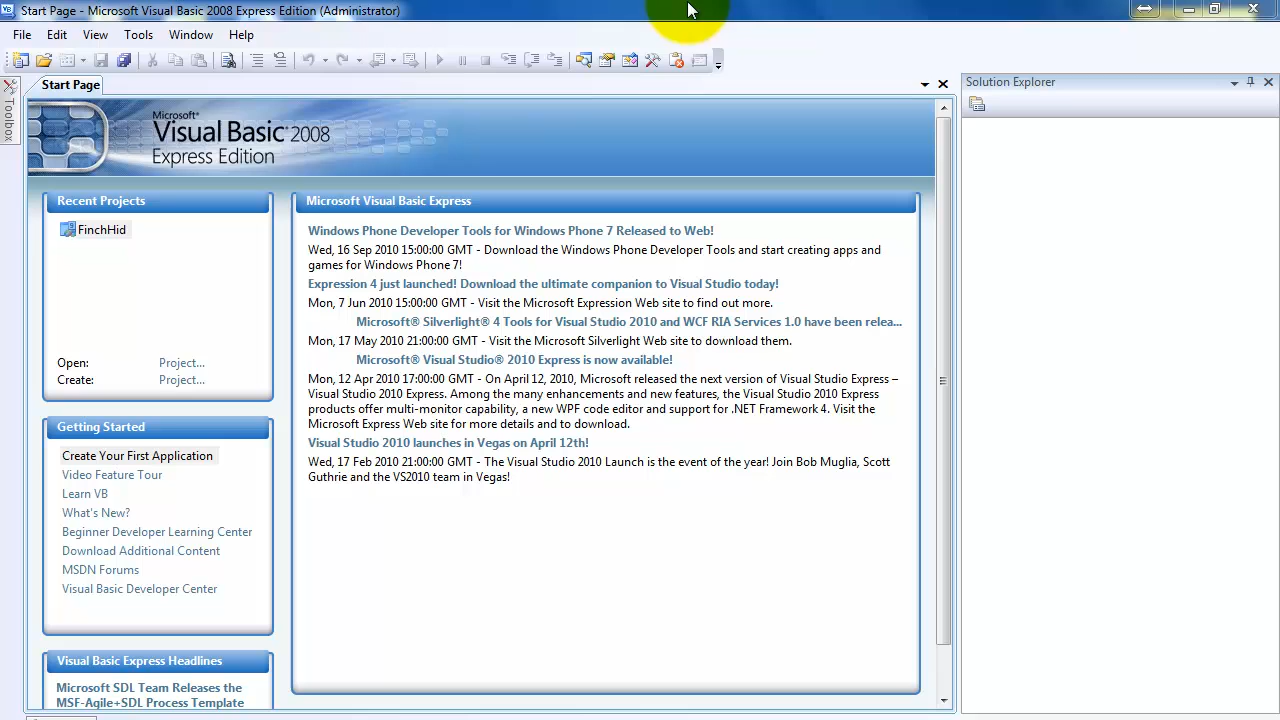 Start Page - Microsoft Visual Basic 2008 Express Edition (Administrator)
File Edit View Tools Window Help
Toolbox
Start Page
Solution Explorer
Microsoft®
Visual Basic® 2008
Express Edition
Recent Projects
FinchHid
Open: Project...
Create: Project...
Getting Started
Create Your First Application
Video Feature Tour
Learn VB
What's New?
Beginner Developer Learning Center
Download Additional Content
MSDN Forums
Visual Basic Developer Center
Visual Basic Express Headlines
Microsoft SDL Team Releases the
MSF-Agile+SDL Process Template
Microsoft Visual Basic Express
Windows Phone Developer Tools for Windows Phone 7 Released to Web!
Wed, 16 Sep 2010 15:00:00 GMT - Download the Windows Phone Developer Tools and start creating apps and
games for Windows Phone 7!
Expression 4 just launched! Download the ultimate companion to Visual Studio today!
Mon, 7 Jun 2010 15:00:00 GMT - Visit the Microsoft Expression Web site to find out more.
Microsoft® Silverlight® 4 Tools for Visual Studio 2010 and WCF RIA Services 1.0 have been relea...
Mon, 17 May 2010 21:00:00 GMT - Visit the Microsoft Silverlight Web site to download them.
Microsoft® Visual Studio® 2010 Express is now available!
Mon, 12 Apr 2010 17:00:00 GMT - On April 12, 2010, Microsoft released the next version of Visual Studio Express –
Visual Studio 2010 Express. Among the many enhancements and new features, the Visual Studio 2010 Express
products offer multi-monitor capability, a new WPF code editor and support for .NET Framework 4. Visit the
Microsoft Express Web site for more details and to download.
Visual Studio 2010 launches in Vegas on April 12th!
Wed, 17 Feb 2010 21:00:00 GMT - The Visual Studio 2010 Launch is the event of the year! Join Bob Muglia, Scott
Guthrie and the VS2010 team in Vegas!